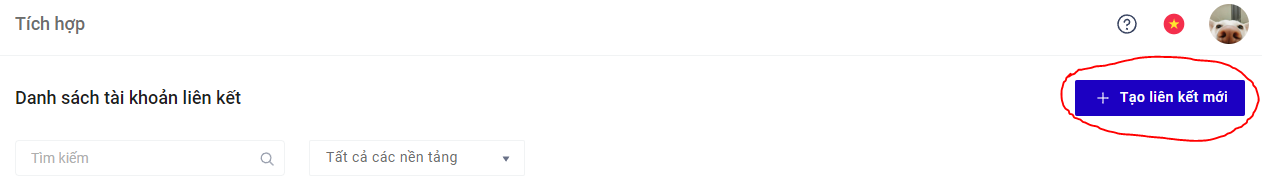 Tích hợp
Danh sách tài khoản liên kết
Tạo liên kết mới
Tìm kiếm
Tất cả các nền tảng